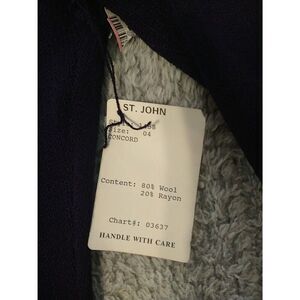 ST. JOHN
Size: 04
CONCORD
Content: 80% Wool
20% Rayon
Chart#: 03637
HANDLE WITH CARE